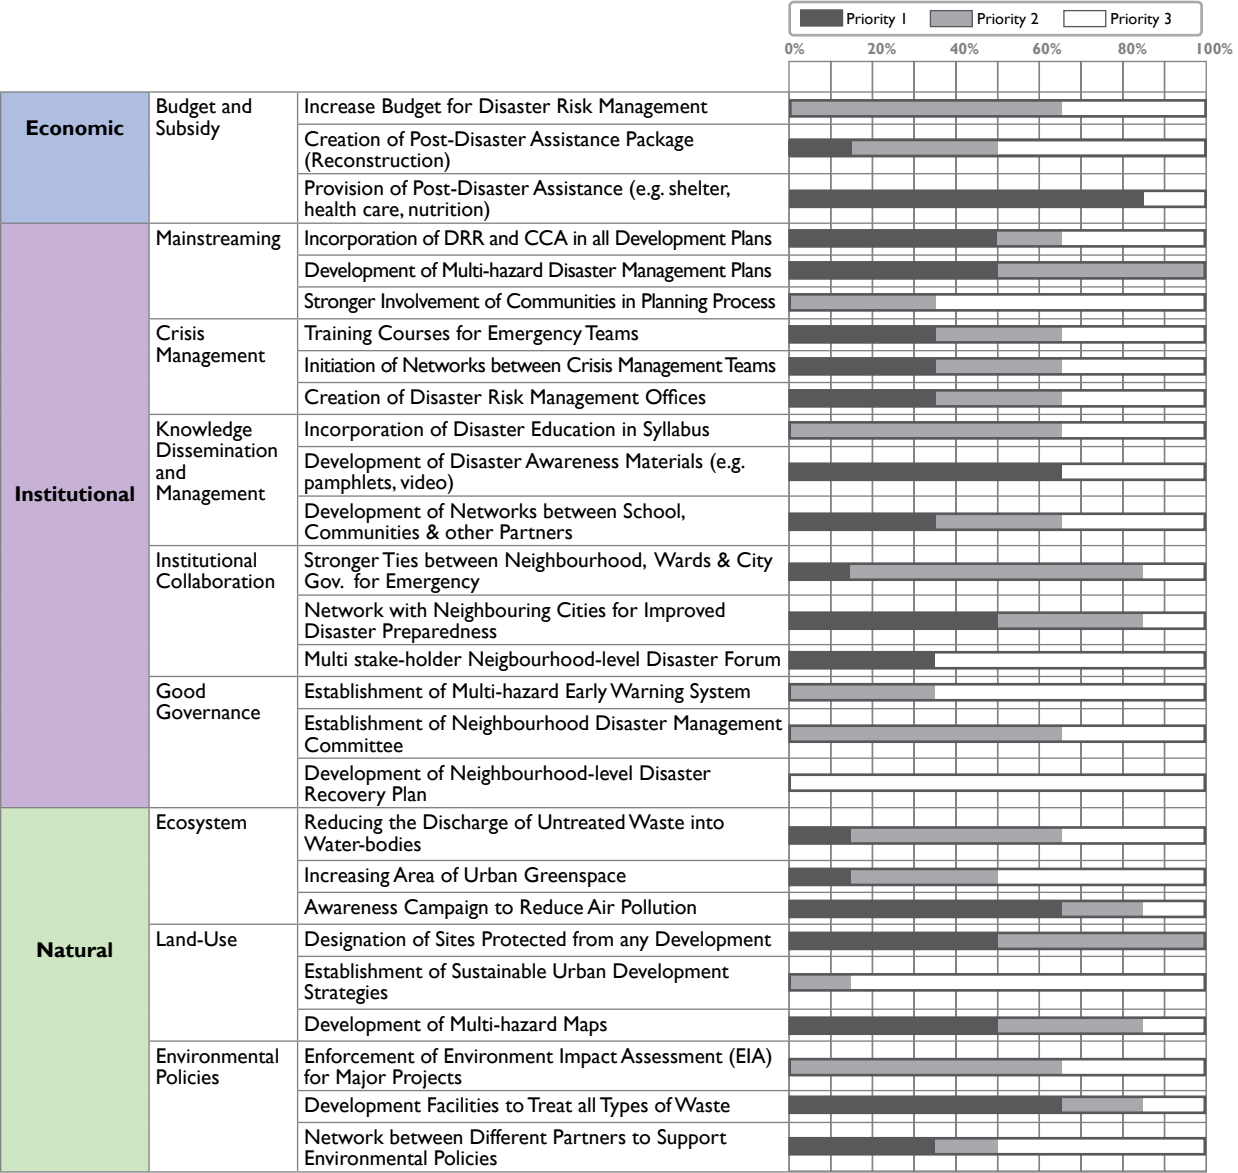 Priority 1 Priority 2 Priority 3
0% 20% 40% 60% 80% 100%
Economic
Budget and
Subsidy
Increase Budget for Disaster Risk Management
Creation of Post-Disaster Assistance Package
(Reconstruction)
Provision of Post-Disaster Assistance (e.g. shelter,
health care, nutrition)
Institutional
Mainstreaming
Incorporation of DRR and CCA in all Development Plans
Development of Multi-hazard Disaster Management Plans
Stronger Involvement of Communities in Planning Process
Crisis
Management
Training Courses for Emergency Teams
Initiation of Networks between Crisis Management Teams
Creation of Disaster Risk Management Offices
Knowledge
Dissemination
and
Management
Incorporation of Disaster Education in Syllabus
Development of Disaster Awareness Materials (e.g.
pamphlets, video)
Development of Networks between School,
Communities & other Partners
Institutional
Collaboration
Stronger Ties between Neighbourhood, Wards & City
Gov. for Emergency
Network with Neighbouring Cities for Improved
Disaster Preparedness
Multi stake-holder Neigbourhood-level Disaster Forum
Good
Governance
Establishment of Multi-hazard Early Warning System
Establishment of Neighbourhood Disaster Management
Committee
Development of Neighbourhood-level Disaster
Recovery Plan
Natural
Ecosystem
Reducing the Discharge of Untreated Waste into
Water-bodies
Increasing Area of Urban Greenspace
Awareness Campaign to Reduce Air Pollution
Land-Use
Designation of Sites Protected from any Development
Establishment of Sustainable Urban Development
Strategies
Development of Multi-hazard Maps
Environmental
Policies
Enforcement of Environment Impact Assessment (EIA)
for Major Projects
Development Facilities to Treat all Types of Waste
Network between Different Partners to Support
Environmental Policies